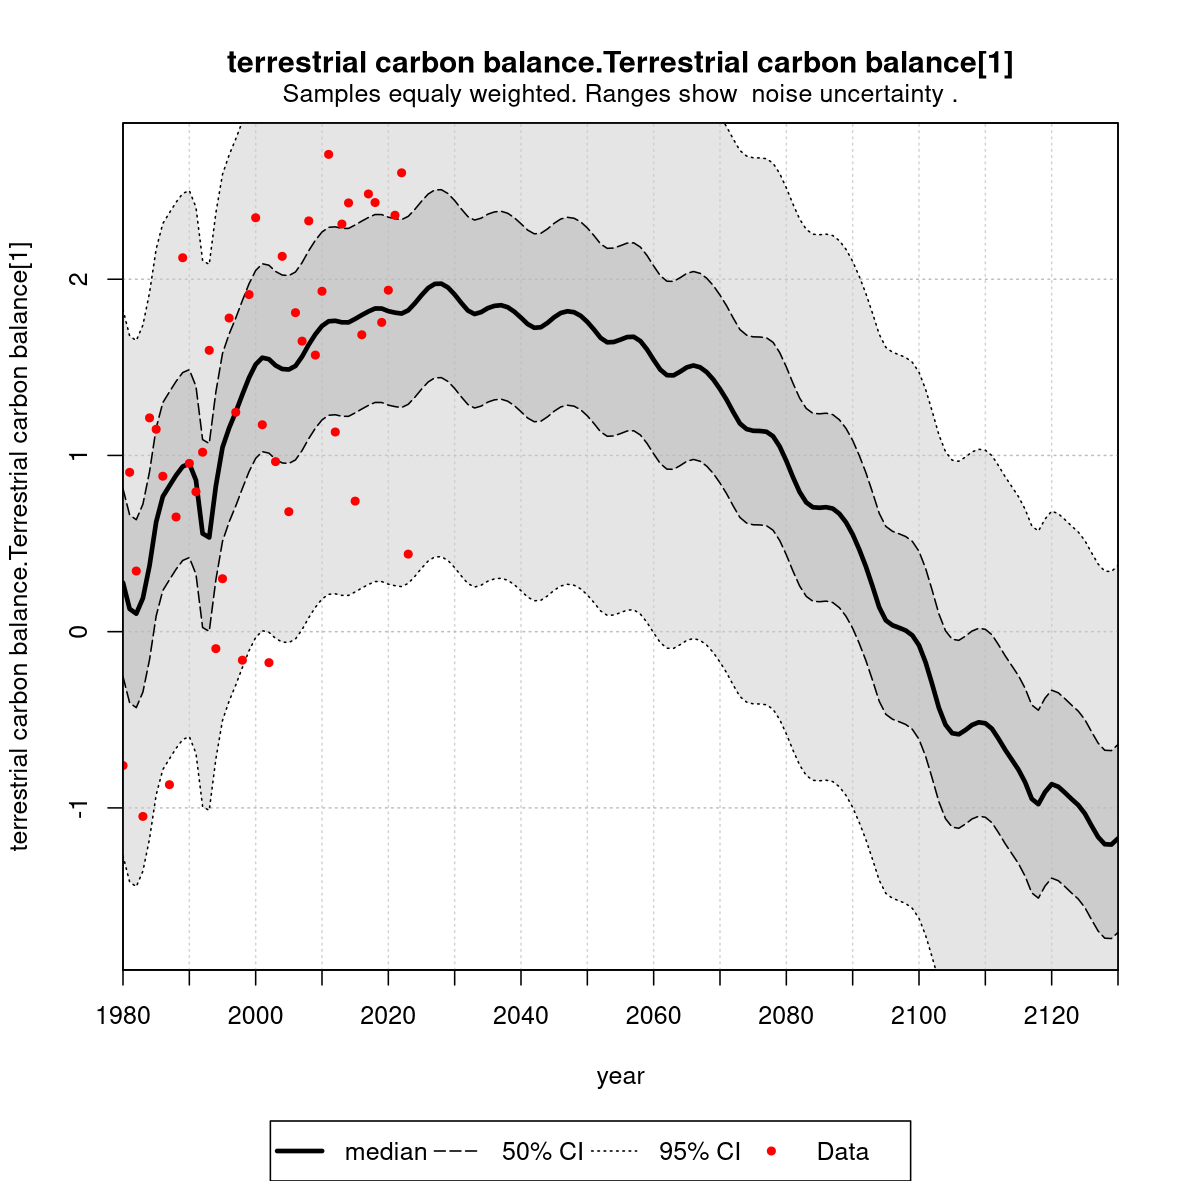 terrestrial carbon balance.Terrestrial carbon balance[1]
Samples equaly weighted. Ranges show  noise uncertainty .
terrestrial carbon balance.Terrestrial carbon balance[1]
2
1
0
-1
1980 2000 2020 2040 2060 2080 2100 2120
year
median 50% CI 95% CI Data